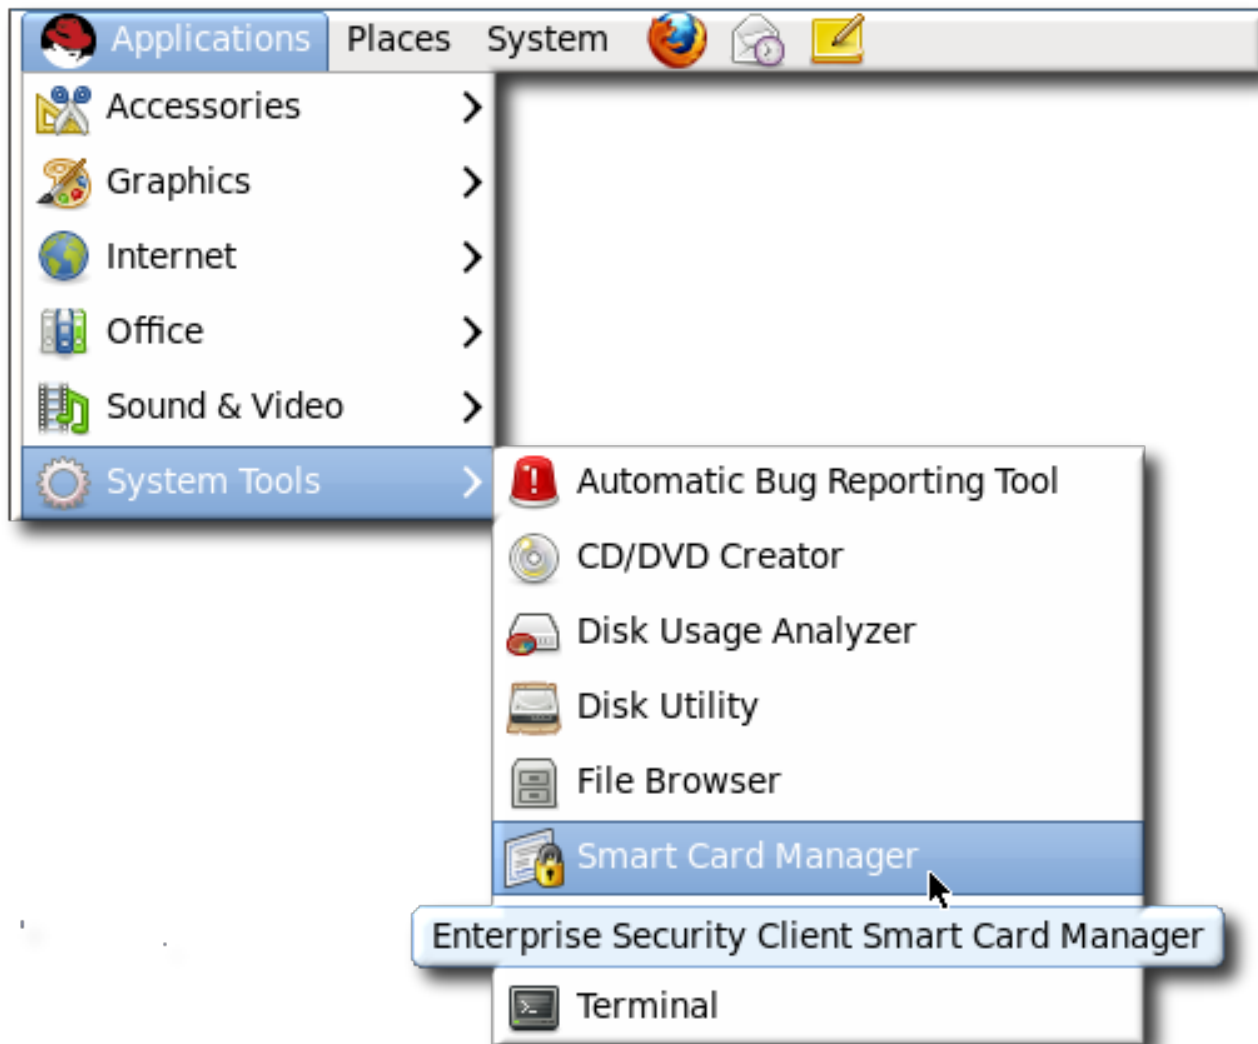 Applications Places System
Accessories
Graphics
Internet
Office
Sound & Video
System Tools
Automatic Bug Reporting Tool
CD/DVD Creator
Disk Usage Analyzer
Disk Utility
File Browser
Smart Card Manager
Enterprise Security Client Smart Card Manager
Terminal